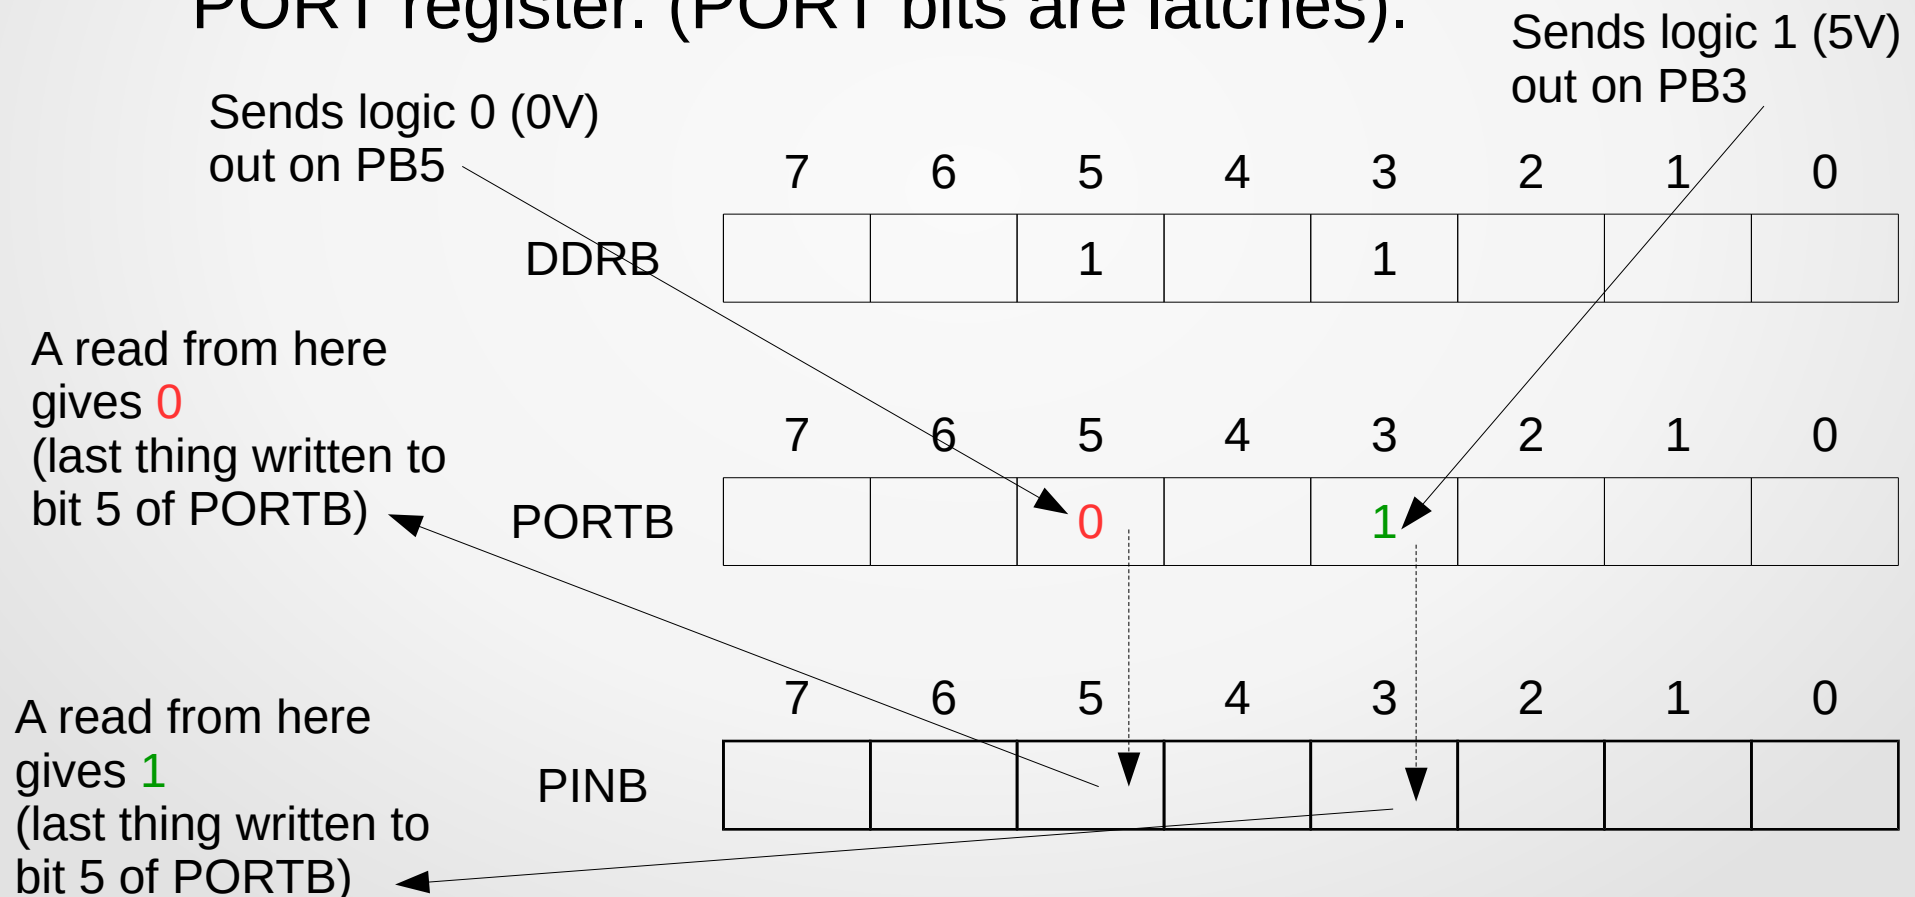 PORT register. (PORT bits are latches).
Sends logic 1 (5V)
out on PB3
Sends logic 0 (0V)
out on PB5
7 6 5 4 3 2 1 0
DDRB 1 1
A read from here
gives 0
(last thing written to
bit 5 of PORTB)
7 6 5 4 3 2 1 0
PORTB 0 1
7 6 5 4 3 2 1 0
PINB
A read from here
gives 1
(last thing written to
bit 5 of PORTB)